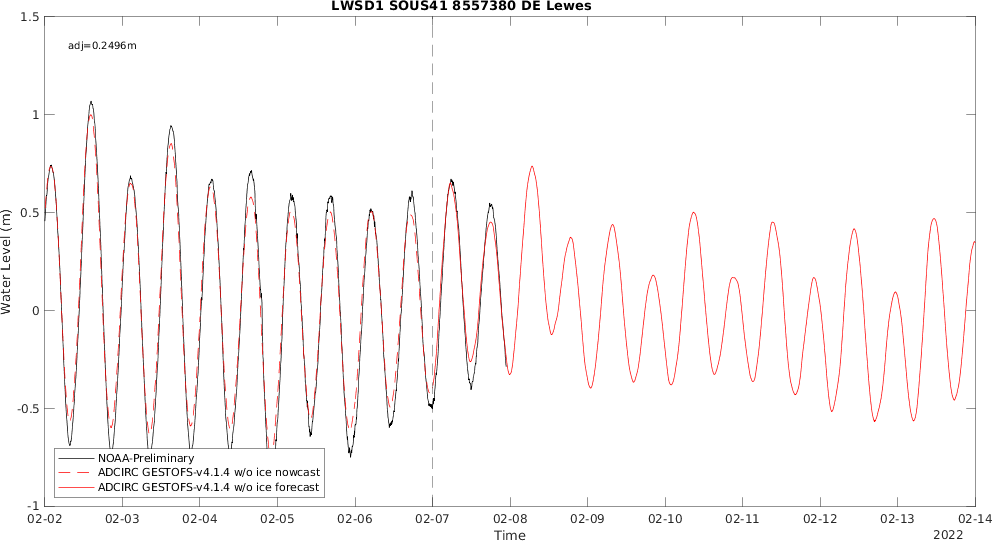 LWSD1 SOUS41 8557380 DE Lewes
adj=0.2496m
1.5
1
0.5
0
-0.5
-1
Water Level (m)
NOAA-Preliminary
ADCIRC GESTOFS-v4.1.4 w/o ice nowcast
ADCIRC GESTOFS-v4.1.4 w/o ice forecast
02-02 02-03 02-04 02-05 02-06 02-07 02-08 02-09 02-10 02-11 02-12 02-13 02-14
Time
2022